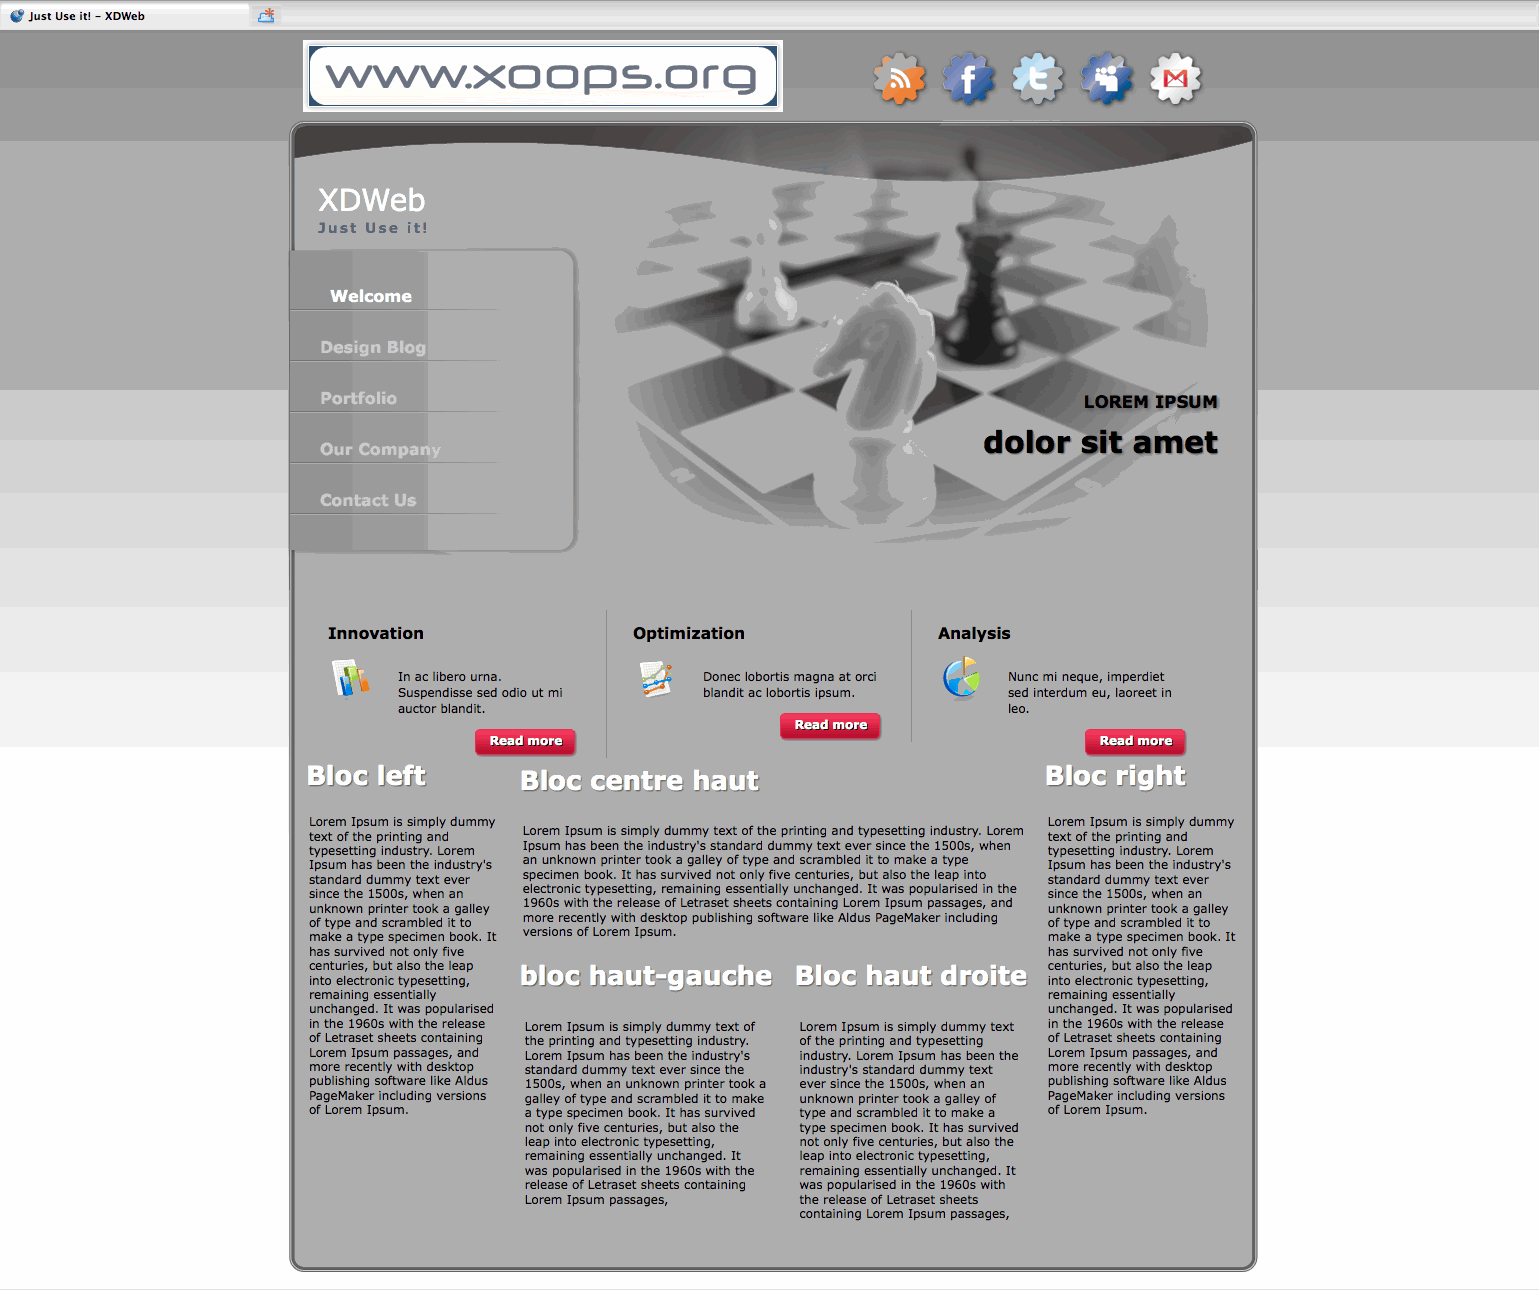 Just Use it! - XDWeb
www.xoops.org
XDWeb
Just Use it!
Welcome
Design Blog
Portfolio
Our Company
Contact Us
LOREM IPSUM
dolor sit amet
Innovation
In ac libero urna.
Suspendisse sed odio ut mi
auctor blandit.
Read more
Optimization
Donec lobortis magna at orci
blandit ac lobortis ipsum.
Read more
Analysis
Nunc mi neque, imperdiet
sed interdum eu, laoreet in
leo.
Read more
Bloc left
Lorem Ipsum is simply dummy
text of the printing and
typesetting industry. Lorem
Ipsum has been the industry's
standard dummy text ever
since the 1500s, when an
unknown printer took a galley
of type and scrambled it to
make a type specimen book. It
has survived not only five
centuries, but also the leap
into electronic typesetting,
remaining essentially
unchanged. It was popularised
in the 1960s with the release
of Letraset sheets containing
Lorem Ipsum passages, and
more recently with desktop
publishing software like Aldus
PageMaker including versions
of Lorem Ipsum.
Bloc centre haut
Lorem Ipsum is simply dummy text of the printing and typesetting industry. Lorem
Ipsum has been the industry's standard dummy text ever since the 1500s, when
an unknown printer took a galley of type and scrambled it to make a type
specimen book. It has survived not only five centuries, but also the leap into
electronic typesetting, remaining essentially unchanged. It was popularised in the
1960s with the release of Letraset sheets containing Lorem Ipsum passages, and
more recently with desktop publishing software like Aldus PageMaker including
versions of Lorem Ipsum.
bloc haut-gauche
Lorem Ipsum is simply dummy text of
the printing and typesetting industry.
Lorem Ipsum has been the industry's
standard dummy text ever since the
1500s, when an unknown printer took a
galley of type and scrambled it to make
a type specimen book. It has survived
not only five centuries, but also the
leap into electronic typesetting,
remaining essentially unchanged. It
was popularised in the 1960s with the
release of Letraset sheets containing
Lorem Ipsum passages,
Bloc haut droite
Lorem Ipsum is simply dummy text
of the printing and typesetting
industry. Lorem Ipsum has been the
industry's standard dummy text
ever since the 1500s, when an
unknown printer took a galley of
type and scrambled it to make a
type specimen book. It has survived
not only five centuries, but also the
leap into electronic typesetting,
remaining essentially unchanged. It
was popularised in the 1960s with
the release of Letraset sheets
containing Lorem Ipsum passages,
Bloc right
Lorem Ipsum is simply dummy
text of the printing and
typesetting industry. Lorem
Ipsum has been the industry's
standard dummy text ever
since the 1500s, when an
unknown printer took a galley
of type and scrambled it to
make a type specimen book. It
has survived not only five
centuries, but also the leap
into electronic typesetting,
remaining essentially
unchanged. It was popularised
in the 1960s with the release
of Letraset sheets containing
Lorem Ipsum passages, and
more recently with desktop
publishing software like Aldus
PageMaker including versions
of Lorem Ipsum.